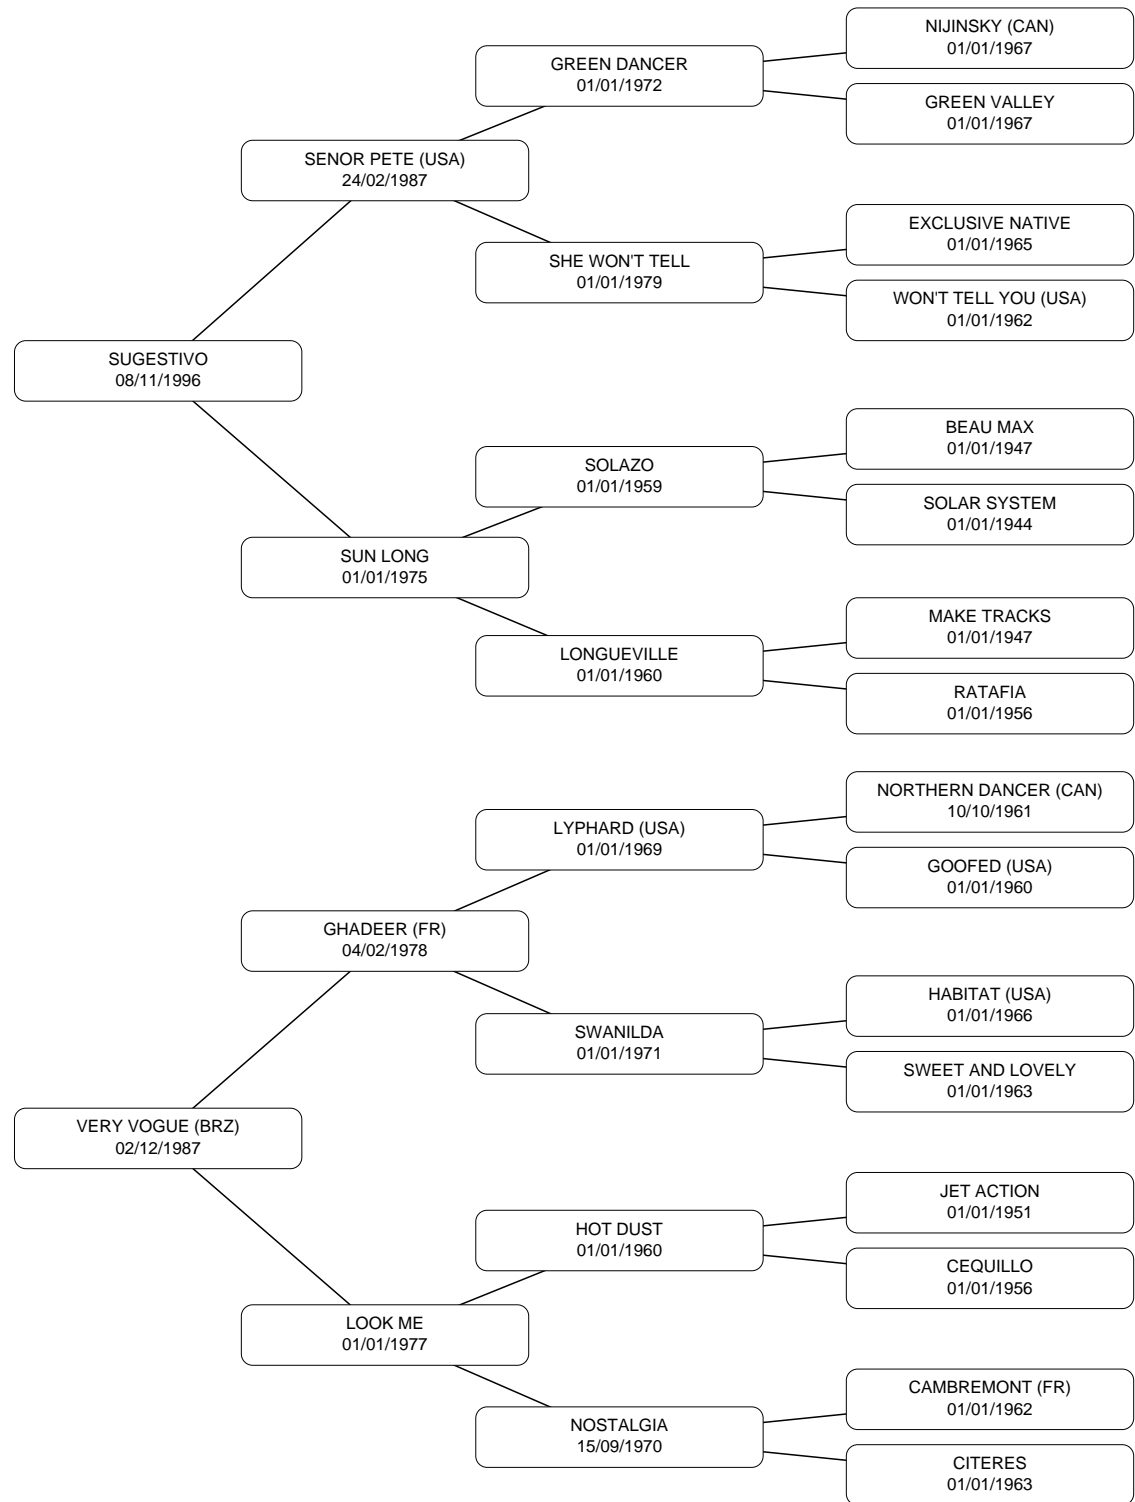 NIJINSKY (CAN)
01/01/1967
GREEN DANCER
01/01/1972
GREEN VALLEY
01/01/1967
SENOR PETE (USA)
24/02/1987
EXCLUSIVE NATIVE
01/01/1965
SHE WON'T TELL
01/01/1979
WON'T TELL YOU (USA)
01/01/1962
SUGESTIVO
08/11/1996
BEAU MAX
01/01/1947
SOLAZO
01/01/1959
SOLAR SYSTEM
01/01/1944
SUN LONG
01/01/1975
MAKE TRACKS
01/01/1947
LONGUEVILLE
01/01/1960
RATAFIA
01/01/1956
NORTHERN DANCER (CAN)
10/10/1961
LYPHARD (USA)
01/01/1969
GOOFED (USA)
01/01/1960
GHADEER (FR)
04/02/1978
HABITAT (USA)
01/01/1966
SWANILDA
01/01/1971
SWEET AND LOVELY
01/01/1963
VERY VOGUE (BRZ)
02/12/1987
JET ACTION
01/01/1951
HOT DUST
01/01/1960
CEQUILLO
01/01/1956
LOOK ME
01/01/1977
CAMBREMONT (FR)
01/01/1962
NOSTALGIA
15/09/1970
CITERES
01/01/1963